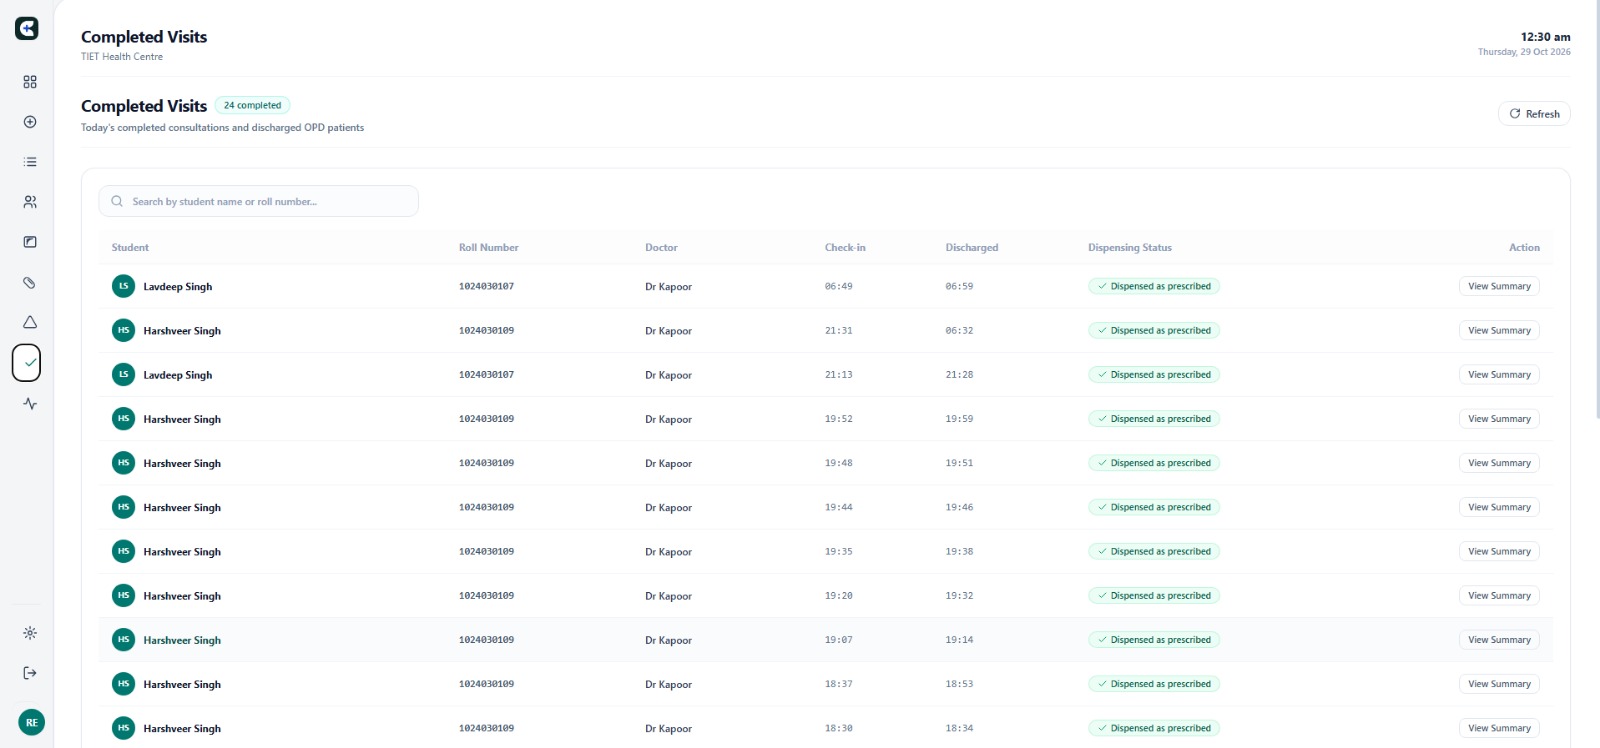 Completed Visits
TIET Health Centre
12:30 am
Thursday, 29 Oct 2026
Completed Visits 24 completed
Today's completed consultations and discharged OPD patients
Refresh
Search by student name or roll number...
Student Roll Number Doctor Check-in Discharged Dispensing Status Action
LS Lavdeep Singh 1024030107 Dr Kapoor 06:49 06:59 Dispensed as prescribed View Summary
HS Harshveer Singh 1024030109 Dr Kapoor 21:31 06:32 Dispensed as prescribed View Summary
LS Lavdeep Singh 1024030107 Dr Kapoor 21:13 21:28 Dispensed as prescribed View Summary
HS Harshveer Singh 1024030109 Dr Kapoor 19:52 19:59 Dispensed as prescribed View Summary
HS Harshveer Singh 1024030109 Dr Kapoor 19:48 19:51 Dispensed as prescribed View Summary
HS Harshveer Singh 1024030109 Dr Kapoor 19:44 19:46 Dispensed as prescribed View Summary
HS Harshveer Singh 1024030109 Dr Kapoor 19:35 19:38 Dispensed as prescribed View Summary
HS Harshveer Singh 1024030109 Dr Kapoor 19:20 19:32 Dispensed as prescribed View Summary
HS Harshveer Singh 1024030109 Dr Kapoor 19:07 19:14 Dispensed as prescribed View Summary
HS Harshveer Singh 1024030109 Dr Kapoor 18:37 18:53 Dispensed as prescribed View Summary
HS Harshveer Singh 1024030109 Dr Kapoor 18:30 18:34 Dispensed as prescribed View Summary
RE